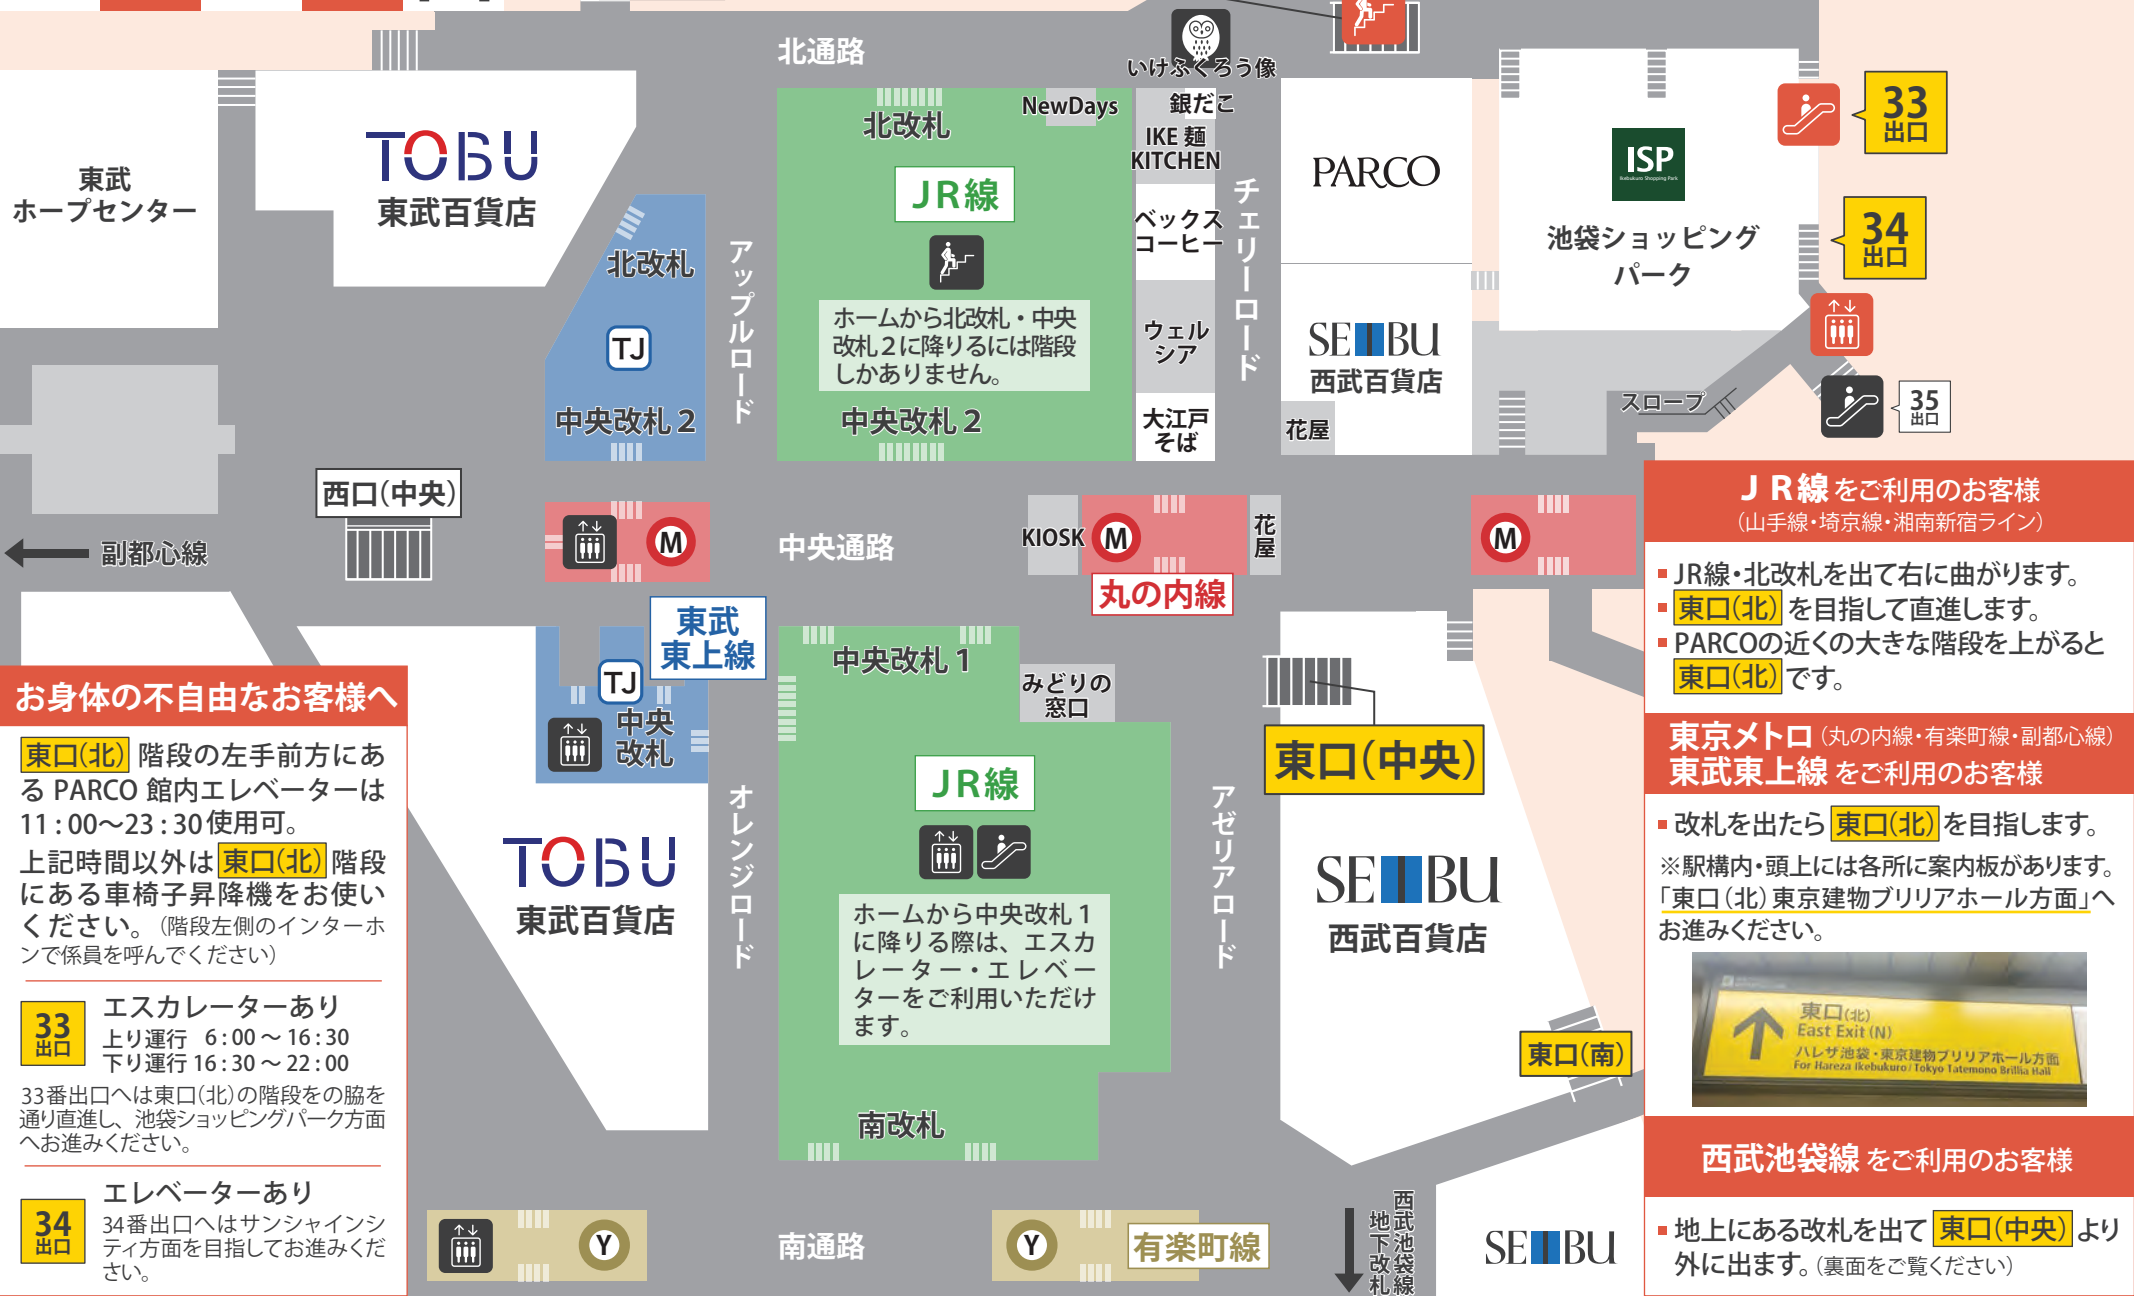 北通路
いけふくろう像
NewDays
銀だこ
IKE 麺
KITCHEN
北改札
JR線
ホームから北改札・中央
改札2に降りるには階段
しかありません。
中央改札2
ベックス
コーヒー
ウェル
シア
大江戸
そば
チェリーロード
アップルロード
東武
ホープセンター
TOBU
東武百貨店
北改札
TJ
中央改札2
PARCO
SEIBU
西武百貨店
花屋
ISP
Ikebukuro Shopping Park
池袋ショッピング
パーク
33
出口
34
出口
35
出口
スロープ
西口(中央)
副都心線
M
中央通路
KIOSK
M
花屋
丸の内線
M
東武
東上線
TJ
中央
改札
TOBU
東武百貨店
オレンジロード
中央改札1
みどりの
窓口
JR線
ホームから中央改札1
に降りる際は、エスカ
レーター・エレベー
ターをご利用いただけ
ます。
南改札
アゼリアロード
東口(中央)
SEIBU
西武百貨店
東口(南)
Y
南通路
Y
有楽町線
西武池袋線
地下改札
SEIBU
お身体の不自由なお客様へ
東口(北) 階段の左手前方にあ
る PARCO 館内エレベーターは
11:00〜23:30使用可。
上記時間以外は 東口(北) 階段
にある車椅子昇降機をお使い
ください。(階段左側のインターホ
ンで係員を呼んでください)
33
出口
エスカレーターあり
上り運行 6:00 〜 16:30
下り運行 16:30 〜 22:00
33番出口へは東口(北)の階段をの脇を
通り直進し、池袋ショッピングパーク方面
へお進みください。
34
出口
エレベーターあり
34番出口へはサンシャインシ
ティ方面を目指してお進みくだ
さい。
JR線をご利用のお客様
(山手線・埼京線・湘南新宿ライン)
JR線・北改札を出て右に曲がります。
東口(北) を目指して直進します。
PARCOの近くの大きな階段を上がると
東口(北) です。
東京メトロ (丸の内線・有楽町線・副都心線)
東武東上線 をご利用のお客様
改札を出たら 東口(北) を目指します。
※駅構内・頭上には各所に案内板があります。
「東口(北)東京建物ブリリアホール方面」へ
お進みください。
東口(北)
East Exit (N)
ハレザ池袋・東京建物ブリリアホール方面
For Hareza Ikebukuro/Tokyo Tatemono Brillia Hall
西武池袋線 をご利用のお客様
地上にある改札を出て 東口(中央) より
外に出ます。(裏面をご覧ください)